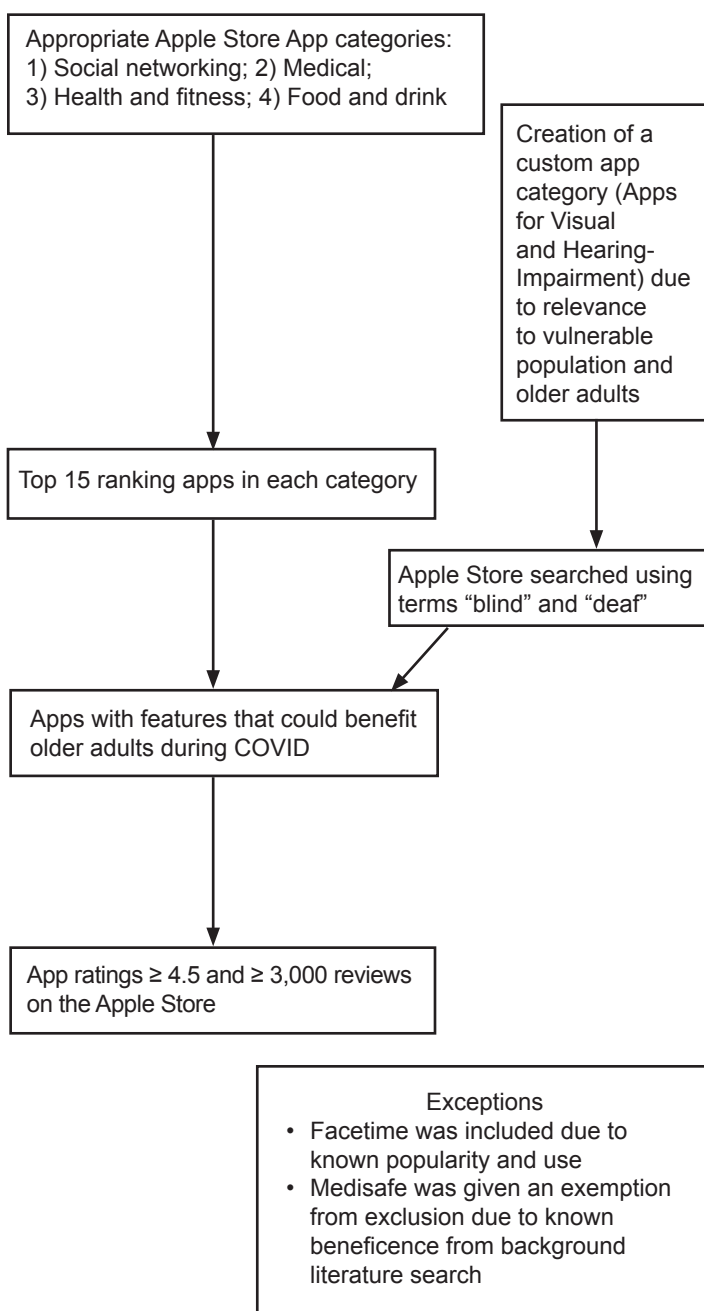 Appropriate Apple Store App categories:
1) Social networking; 2) Medical;
3) Health and fitness; 4) Food and drink
Creation of a
custom app
category (Apps
for Visual
and Hearing-
Impairment) due
to relevance
to vulnerable
population and
older adults
Top 15 ranking apps in each category
Apple Store searched using
terms “blind” and “deaf”
Apps with features that could benefit
older adults during COVID
App ratings ≥ 4.5 and ≥ 3,000 reviews
on the Apple Store
Exceptions
• Facetime was included due to
known popularity and use
• Medisafe was given an exemption
from exclusion due to known
beneficence from background
literature search